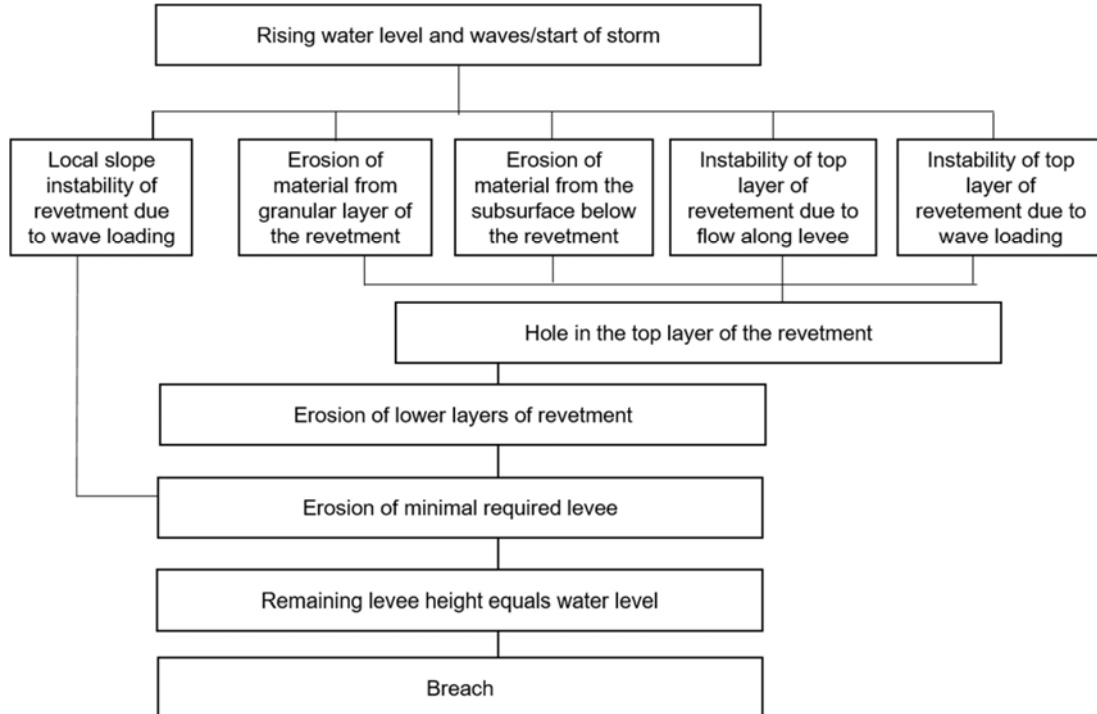 Rising water level and waves/start of storm
Local slope
instability of
revetment due
to wave loading
Erosion of
material from
granular layer of
the revetment
Erosion of
material from the
subsurface below
the revetment
Instability of top
layer of
revetement due to
flow along levee
Instability of top
layer of
revetement due to
wave loading
Hole in the top layer of the revetment
Erosion of lower layers of revetment
Erosion of minimal required levee
Remaining levee height equals water level
Breach